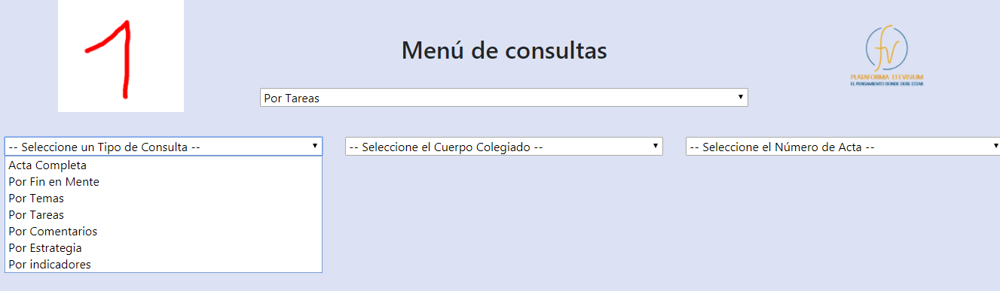 1
Menú de consultas
fv
PLATAFORMA EFEVISIUM
EL PENSAMIENTO DONDE DEBE ESTAR
Por Tareas
-- Seleccione un Tipo de Consulta --
-- Seleccione el Cuerpo Colegiado --
-- Seleccione el Número de Acta --
Acta Completa
Por Fin en Mente
Por Temas
Por Tareas
Por Comentarios
Por Estrategia
Por indicadores